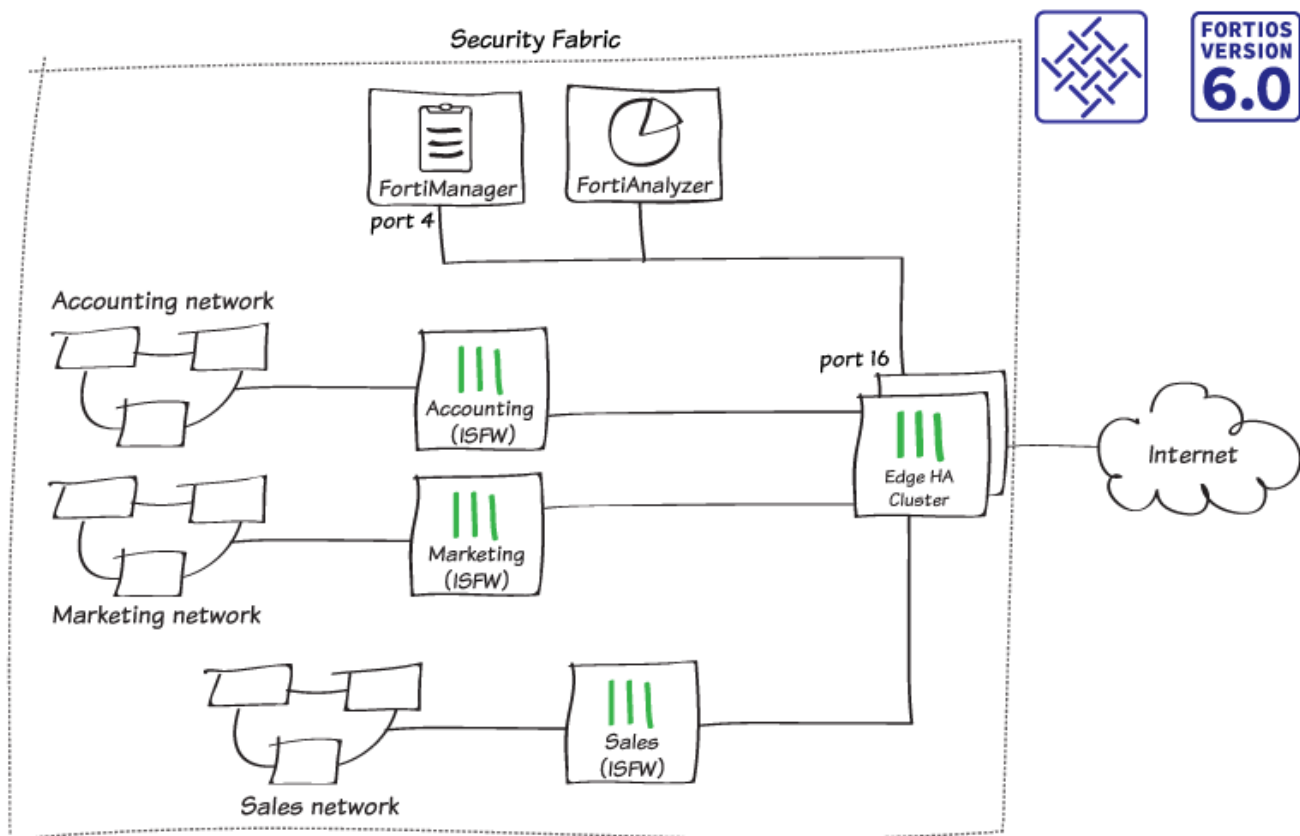 Security Fabric
FORTIOS
VERSION
6.0
FortiManager
FortiAnalyzer
port 4
Accounting network
port 16
Accounting
(ISFW)
Edge HA
Cluster
Internet
Marketing
(ISFW)
Marketing network
Sales
(ISFW)
Sales network